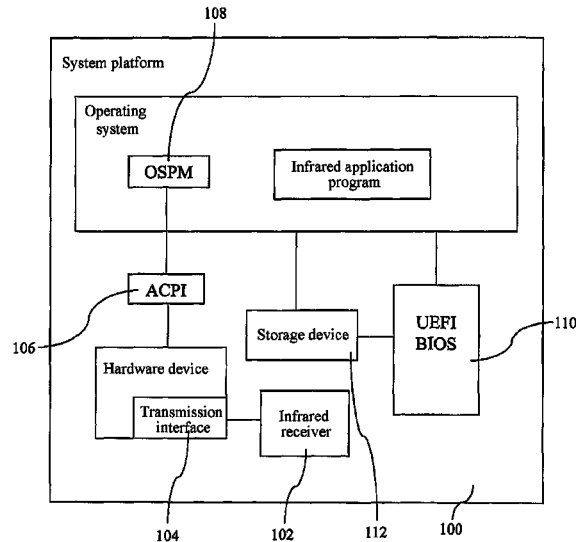 108
System platform
Operating
system
OSPM
Infrared application
program
ACPI
106
Storage device
UEFI
BIOS
110
Hardware device
Transmission
interface
Infrared
receiver
104
102
112
100